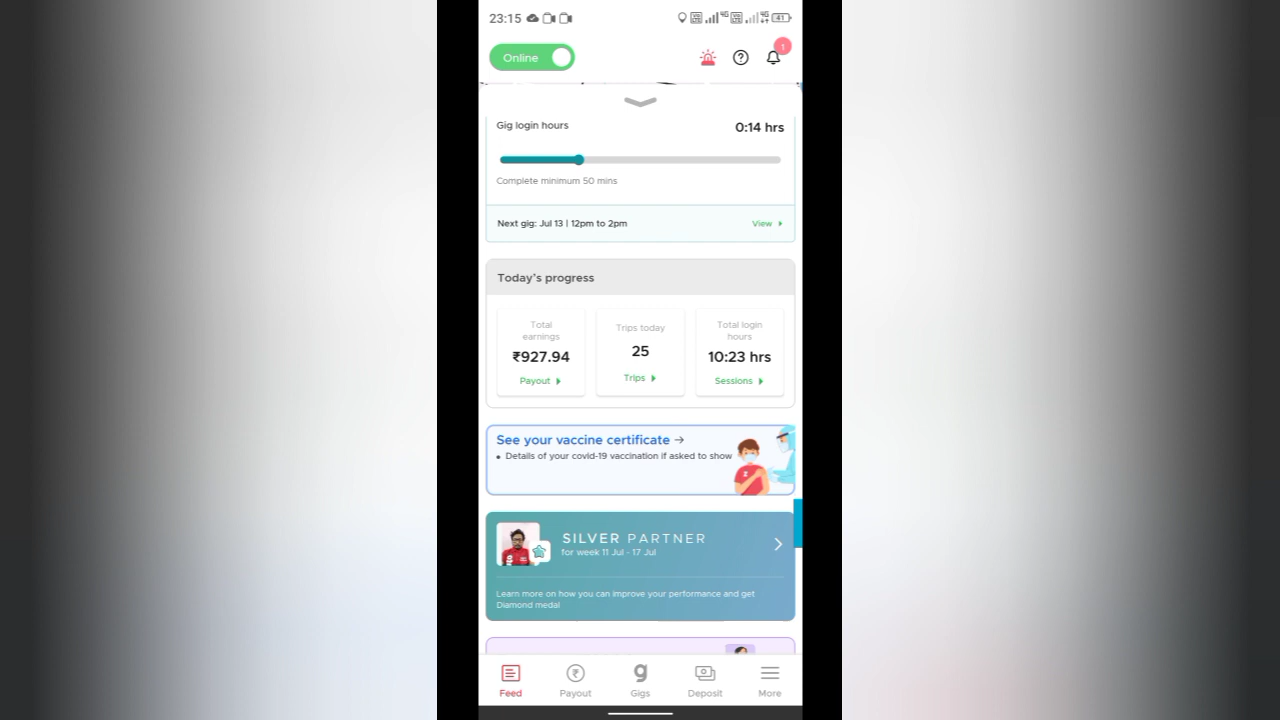 23:15
Online
1
Gig login hours
0:14 hrs
Complete minimum 50 mins
Next gig: Jul 13 | 12pm to 2pm
View
Today's progress
Total earnings
₹927.94
Payout
Trips today
25
Trips
Total login hours
10:23 hrs
Sessions
See your vaccine certificate →
• Details of your covid-19 vaccination if asked to show
SILVER PARTNER
for week 11 Jul - 17 Jul
Learn more on how you can improve your performance and get
Diamond medal
Feed
Payout
Gigs
Deposit
More